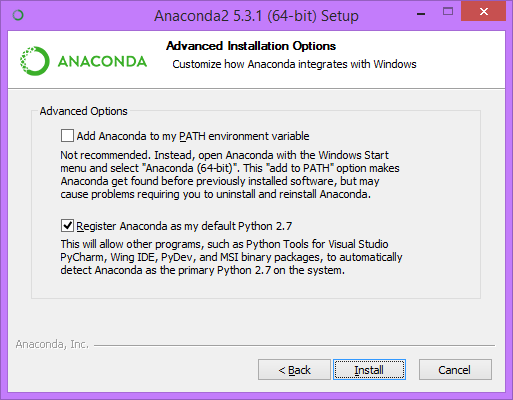 Anaconda2 5.3.1 (64-bit) Setup
ANACONDA
Advanced Installation Options
Customize how Anaconda integrates with Windows
Advanced Options
Add Anaconda to my PATH environment variable
Not recommended. Instead, open Anaconda with the Windows Start
menu and select "Anaconda (64-bit)". This "add to PATH" option makes
Anaconda get found before previously installed software, but may
cause problems requiring you to uninstall and reinstall Anaconda.
Register Anaconda as my default Python 2.7
This will allow other programs, such as Python Tools for Visual Studio
PyCharm, Wing IDE, PyDev, and MSI binary packages, to automatically
detect Anaconda as the primary Python 2.7 on the system.
Anaconda, Inc.
< Back
Install
Cancel